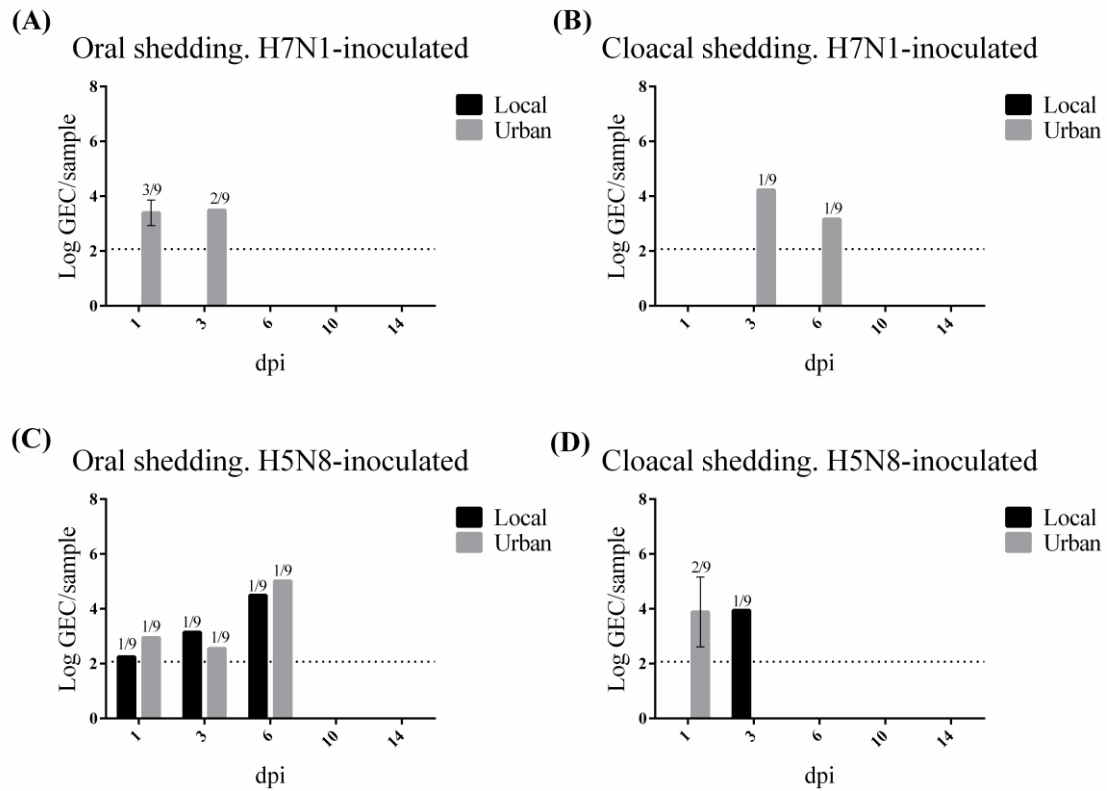 (A)
Oral shedding. H7N1-inoculated
Log GEC/sample
8
6
4
2
0
3/9
2/9
1
3
6
10
14
dpi
Local
Urban
(B)
Cloacal shedding. H7N1-inoculated
Log GEC/sample
8
6
4
2
0
1/9
1/9
1
3
6
10
14
dpi
Local
Urban
(C)
Oral shedding. H5N8-inoculated
Log GEC/sample
8
6
4
2
0
1/9
1/9
1/9
1/9
1/9
1/9
1
3
6
10
14
dpi
Local
Urban
(D)
Cloacal shedding. H5N8-inoculated
Log GEC/sample
8
6
4
2
0
2/9
1/9
1
3
6
10
14
dpi
Local
Urban